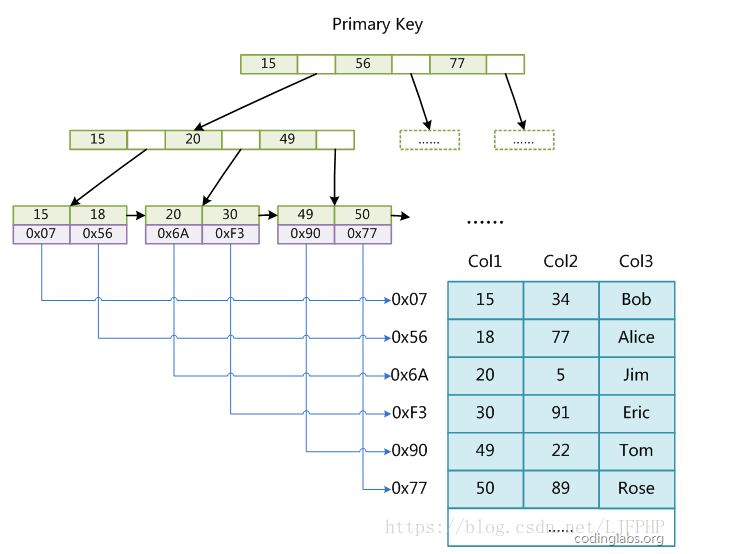 Primary Key
15 56 77
15 20 49 ...... ......
15 18 20 30 49 50
0x07 0x56 0x6A 0xF3 0x90 0x77 ......
Col1 Col2 Col3
0x07 15 34 Bob
0x56 18 77 Alice
0x6A 20 5 Jim
0xF3 30 91 Eric
0x90 49 22 Tom
0x77 50 89 Rose
......
https://blog.csdn.net/LJFPHP
codinglabs.org